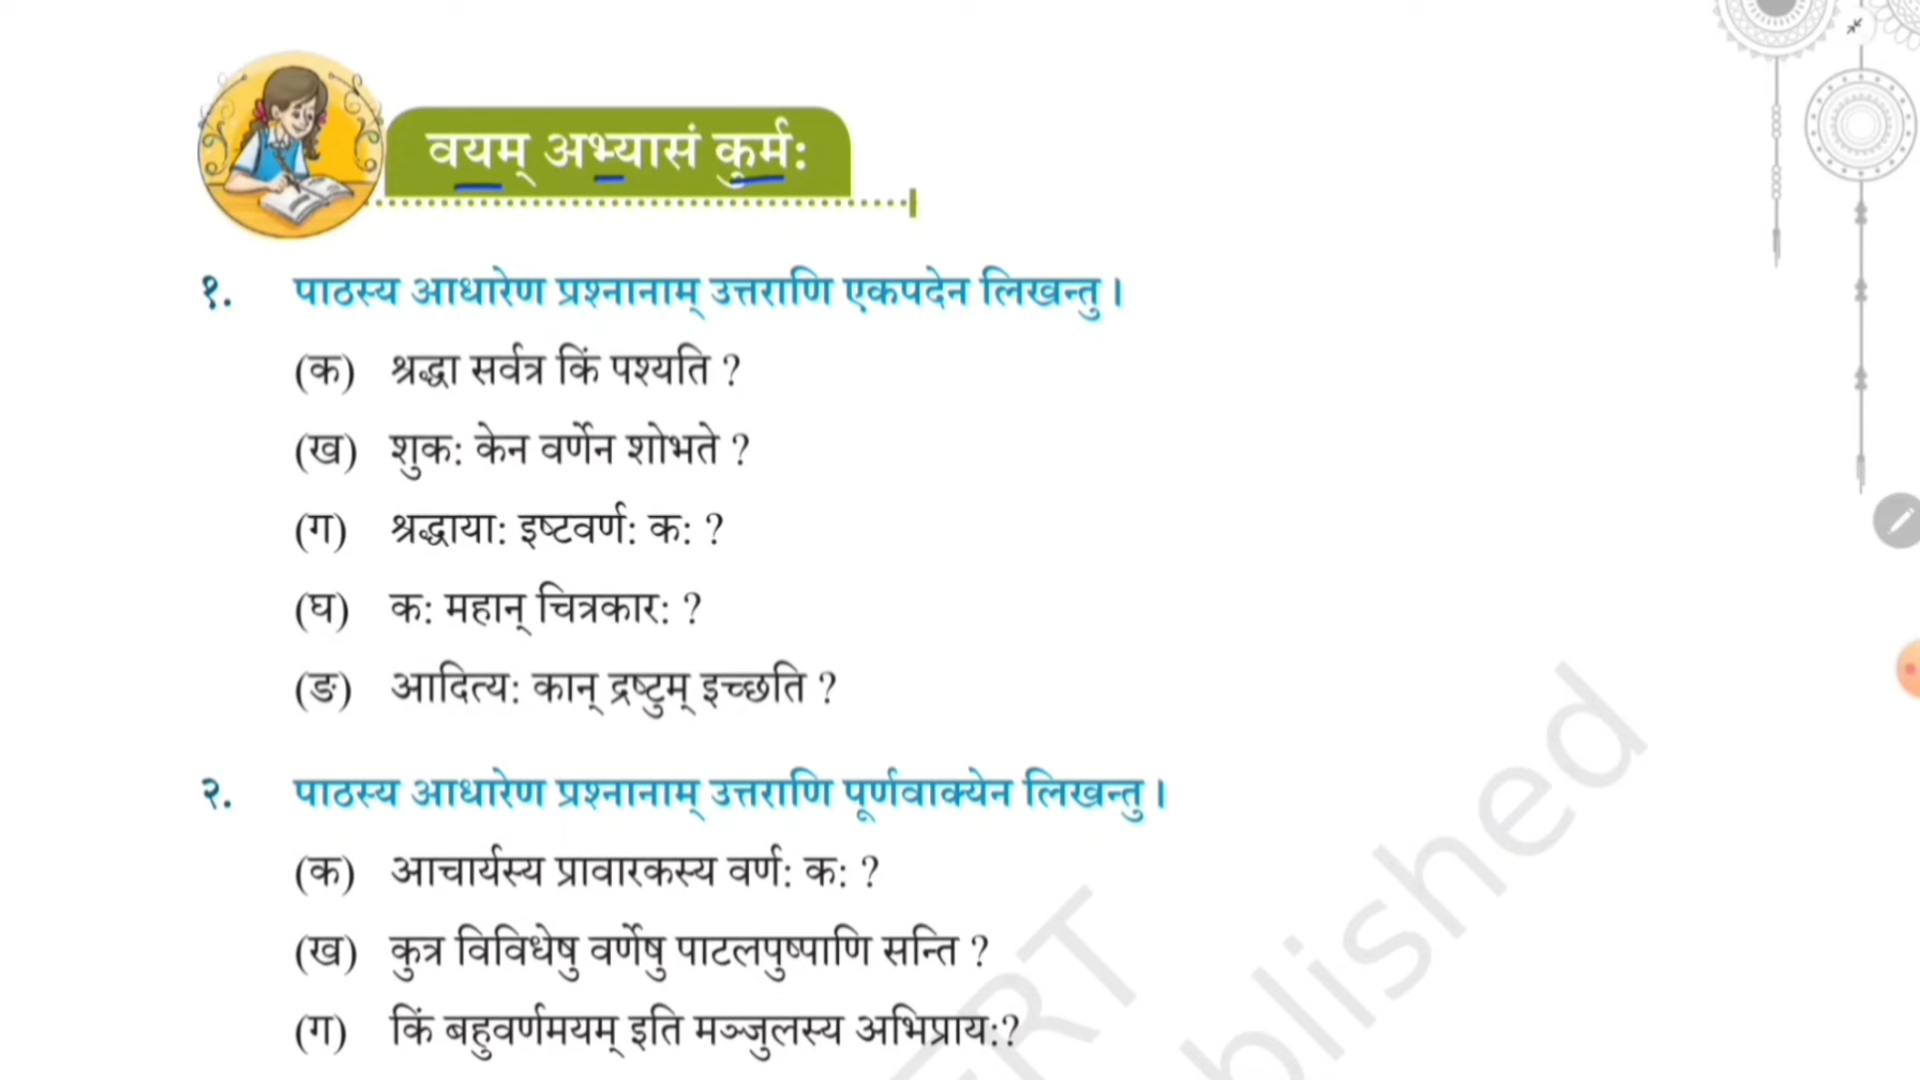 वयम् अभ्यासं कुर्मः
१. पाठस्य आधारेण प्रश्नानाम् उत्तराणि एकपदेन लिखन्तु ।
(क) श्रद्धा सर्वत्र किं पश्यति ?
(ख) शुकः केन वर्णेन शोभते ?
(ग) श्रद्धायाः इष्टवर्णः कः ?
(घ) कः महान् चित्रकारः ?
(ङ) आदित्यः कान् द्रष्टुम् इच्छति ?
२. पाठस्य आधारेण प्रश्नानाम् उत्तराणि पूर्णवाक्येन लिखन्तु ।
(क) आचार्यस्य प्रावारकस्य वर्णः कः ?
(ख) कुत्र विविधेषु वर्णेषु पाटलपुष्पाणि सन्ति ?
(ग) किं बहुवर्णमयम् इति मञ्जुलस्य अभिप्रायः?
ERT
blished